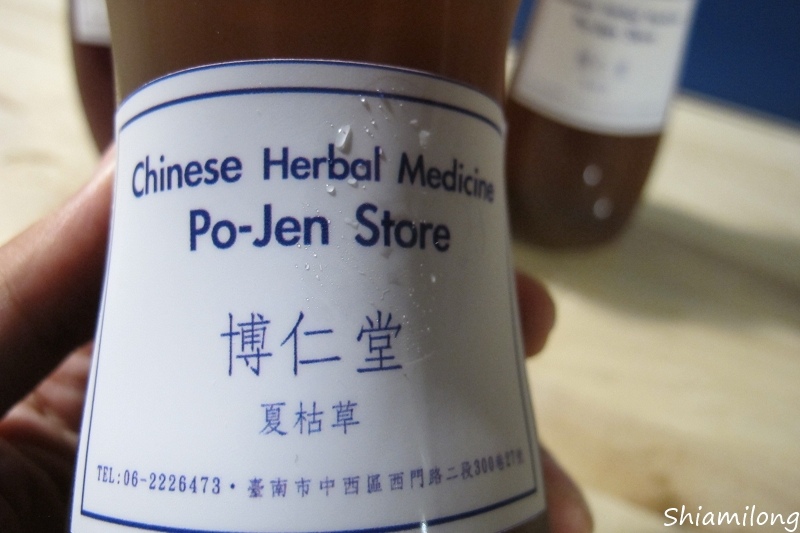 Chinese Herbal Medicine
Po-Jen Store
博仁堂
夏枯草
TEL:06-2226473・臺南市中西區西門路二段300巷27號
Shiamilong